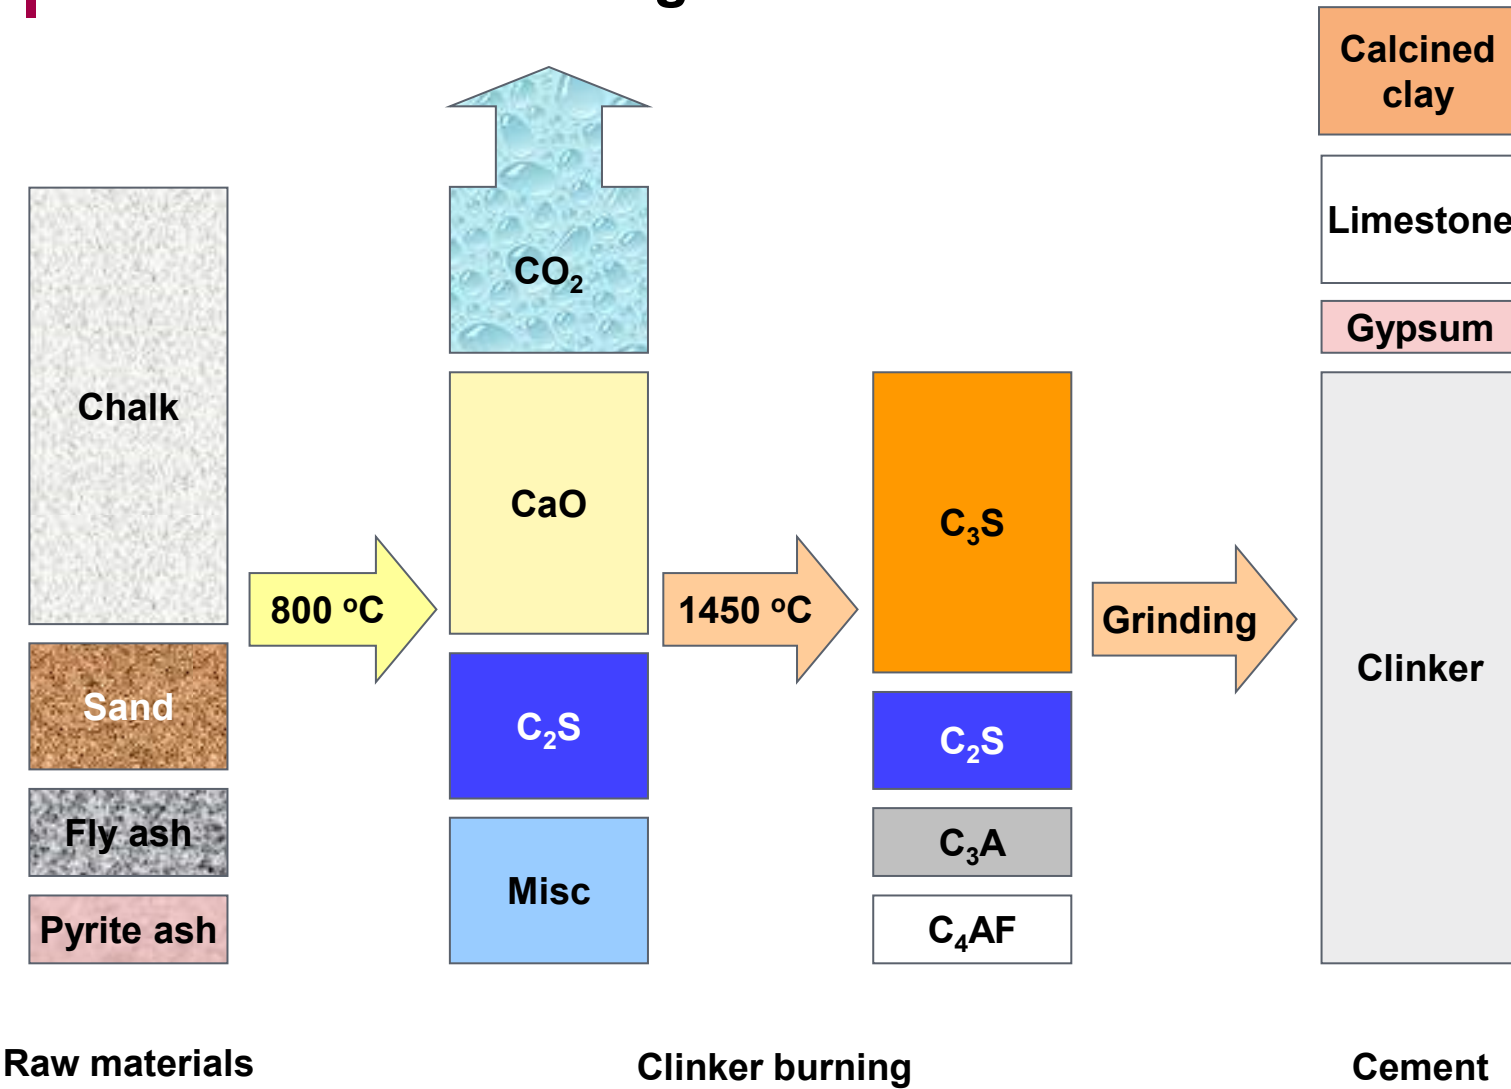 Chalk
Sand
Fly ash
Pyrite ash
Raw materials
800 °C
CO₂
CaO
C₂S
Misc
1450 °C
Clinker burning
C₃S
C₂S
C₃A
C₄AF
Grinding
Calcined
clay
Limestone
Gypsum
Clinker
Cement